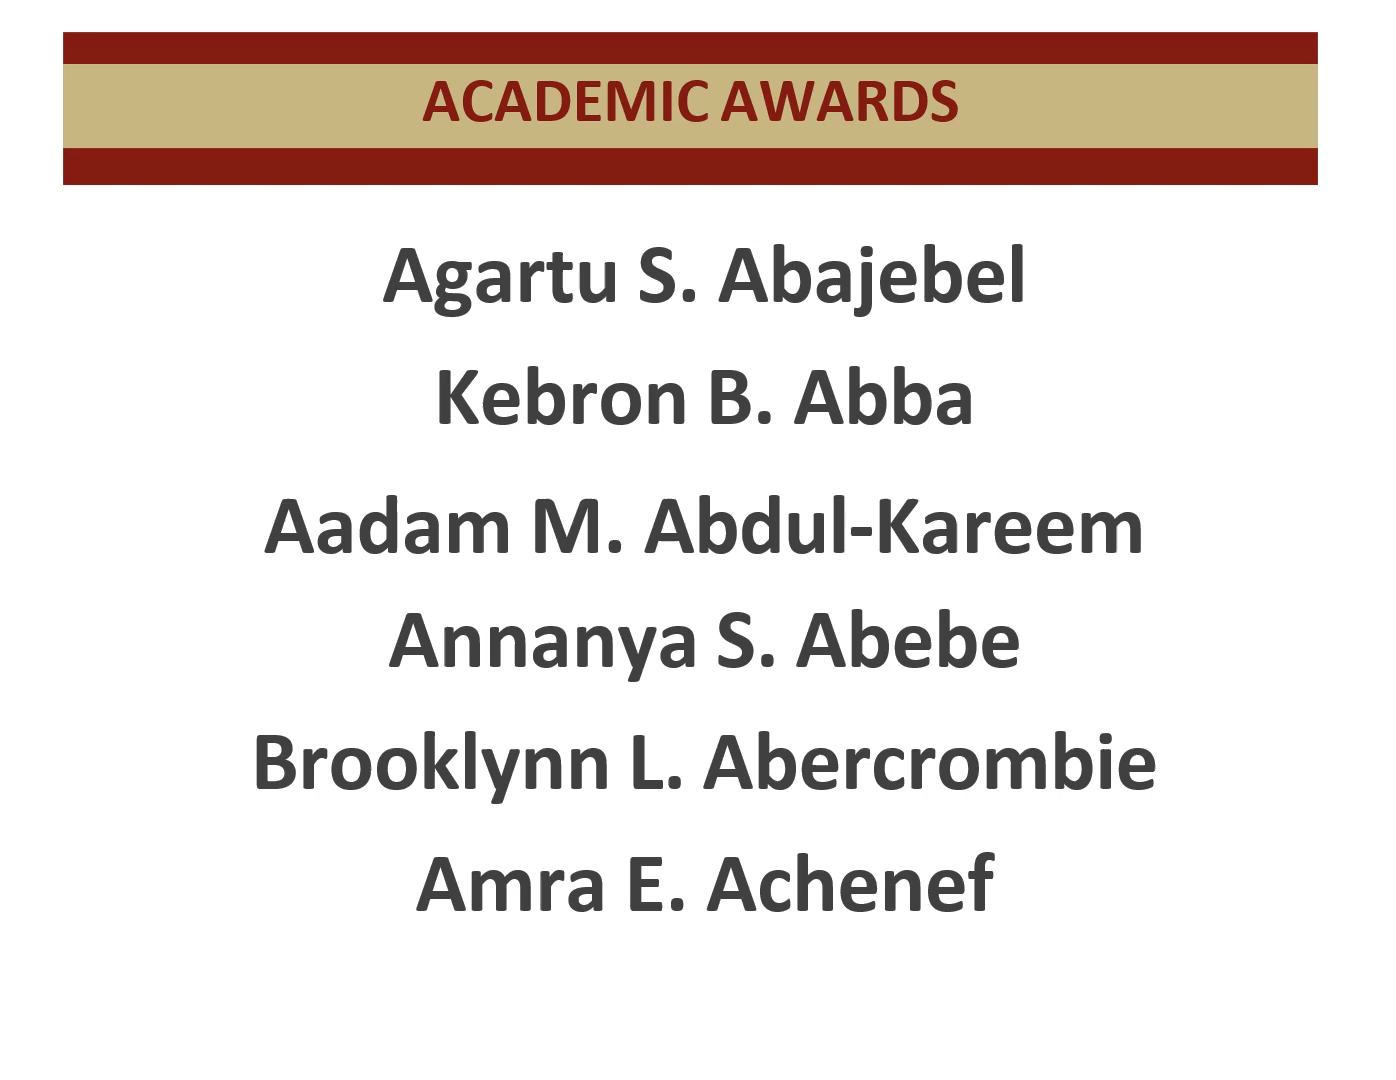 ACADEMIC AWARDS
Agartu S. Abajebel
Kebron B. Abba
Aadam M. Abdul-Kareem
Annanya S. Abebe
Brooklynn L. Abercrombie
Amra E. Achenef